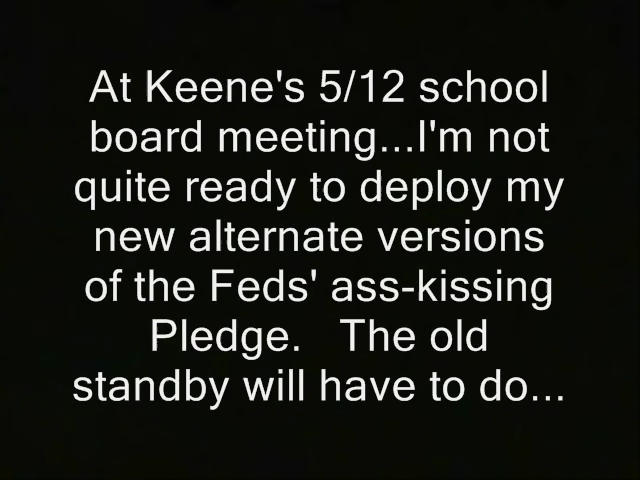 At Keene's 5/12 school
board meeting...I'm not
quite ready to deploy my
new alternate versions
of the Feds' ass-kissing
Pledge.   The old
standby will have to do...